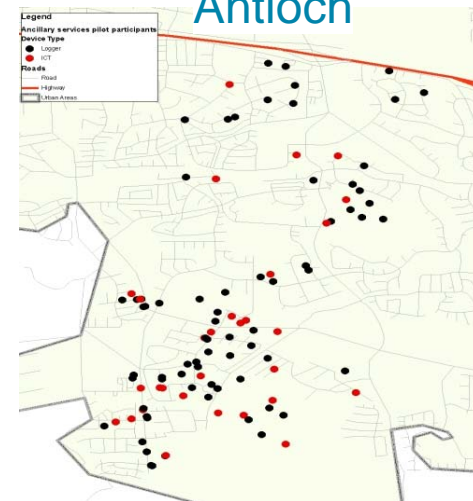 Antioch
Legend
Ancillary services pilot participants
Device Type
Logger
ICT
Roads
Road
Highway
Urban Areas